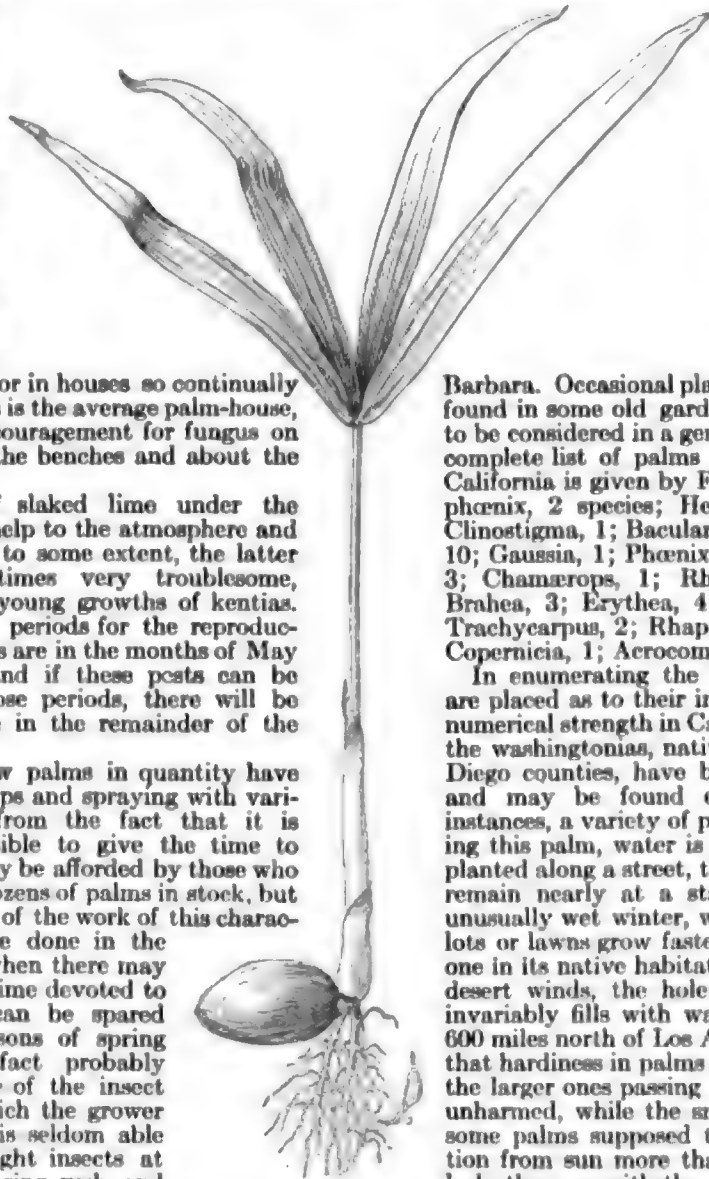 or in houses so continually
is the average palm-house,
couragement for fungus on
the benches and about the
slaked lime under the
help to the atmosphere and
to some extent, the latter
times very troublesome,
young growths of kentias.
periods for the reproduc-
s are in the months of May
nd if these pests can be
ose periods, there will be
in the remainder of the
w palms in quantity have
ps and spraying with vari-
from the fact that it is
sible to give the time to
y be afforded by those who
ozens of palms in stock, but
of the work of this charac-
e done in the
when there may
ime devoted to
can be spared
sons of spring
fact probably
of the insect
ich the grower
is seldom able
ght insects at
Barbara. Occasional pla
found in some old gard
to be considered in a gen
complete list of palms
California is given by F
phœnix, 2 species; He
Clinostigma, 1; Bacular
10; Gaussia, 1; Phœnix
3; Chamærops, 1; Rh
Brahea, 3; Erythea, 4
Trachycarpus, 2; Rhap
Copernicia, 1; Acrocom
In enumerating the
are placed as to their in
numerical strength in Ca
the washingtonias, nativ
Diego counties, have b
and may be found e
instances, a variety of p
ing this palm, water is
planted along a street, t
remain nearly at a sta
unusually wet winter, w
lots or lawns grow faste
one in its native habitat
desert winds, the hole
invariably fills with wa
600 miles north of Los A
that hardiness in palms
the larger ones passing
unharmed, while the sn
some palms supposed t
tion from sun more tha